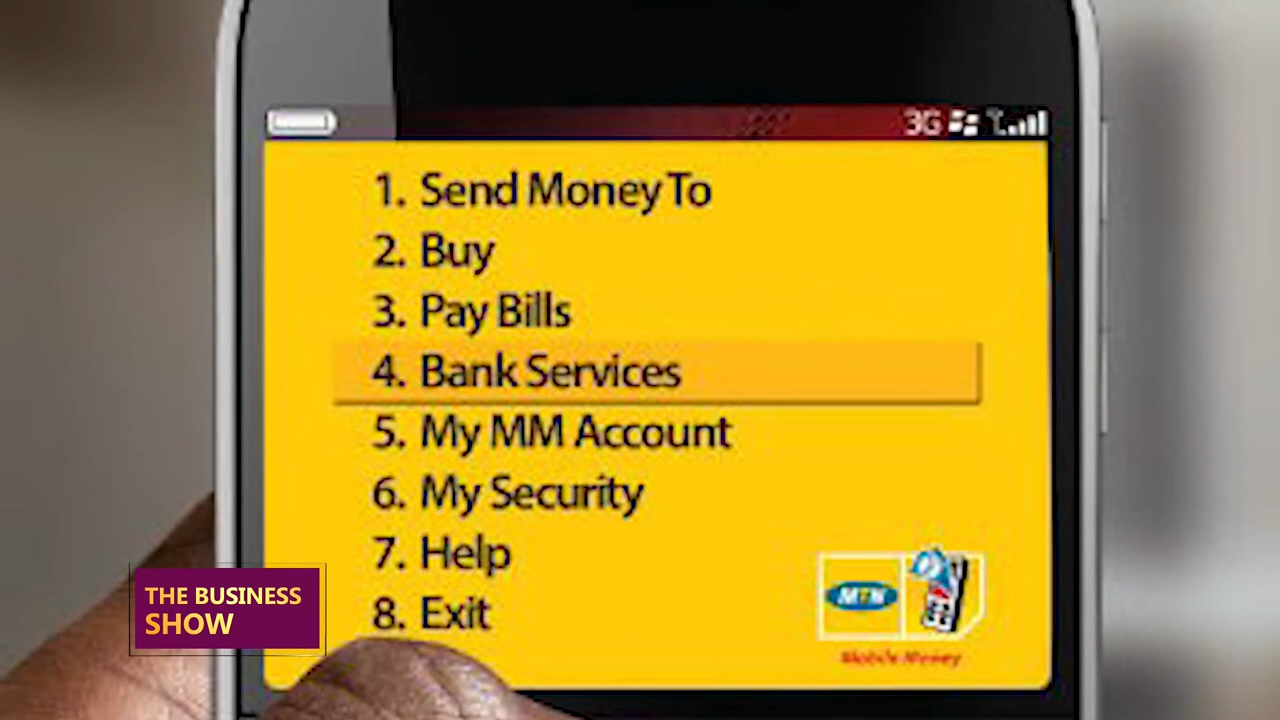 3G
1. Send Money To
2. Buy
3. Pay Bills
4. Bank Services
5. My MM Account
6. My Security
7. Help
8. Exit
MTN
Mobile Money
THE BUSINESS
SHOW